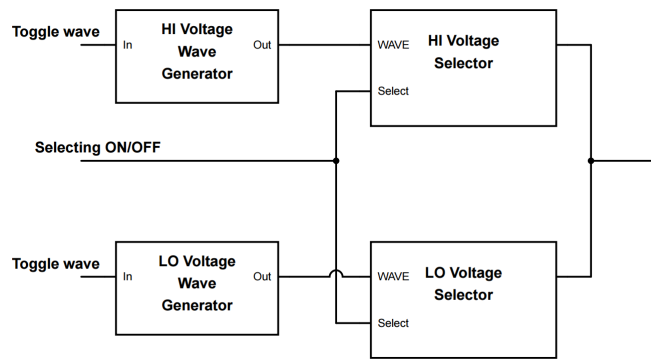 Toggle wave
In
HI Voltage
Wave
Generator
Out
WAVE
HI Voltage
Selector
Select
Selecting ON/OFF
Toggle wave
In
LO Voltage
Wave
Generator
Out
WAVE
LO Voltage
Selector
Select